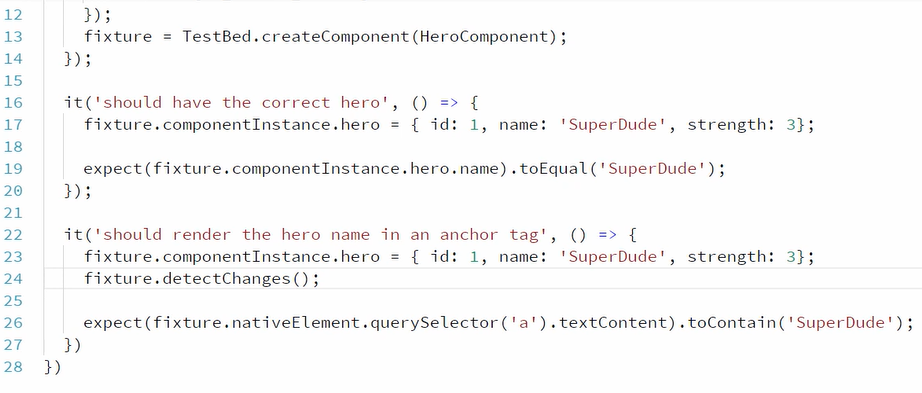 12 });
13 fixture = TestBed.createComponent(HeroComponent);
14 });
15
16 it('should have the correct hero', () => {
17 fixture.componentInstance.hero = { id: 1, name: 'SuperDude', strength: 3};
18
19 expect(fixture.componentInstance.hero.name).toEqual('SuperDude');
20 });
21
22 it('should render the hero name in an anchor tag', () => {
23 fixture.componentInstance.hero = { id: 1, name: 'SuperDude', strength: 3};
24 fixture.detectChanges();
25
26 expect(fixture.nativeElement.querySelector('a').textContent).toContain('SuperDude');
27 })
28 })